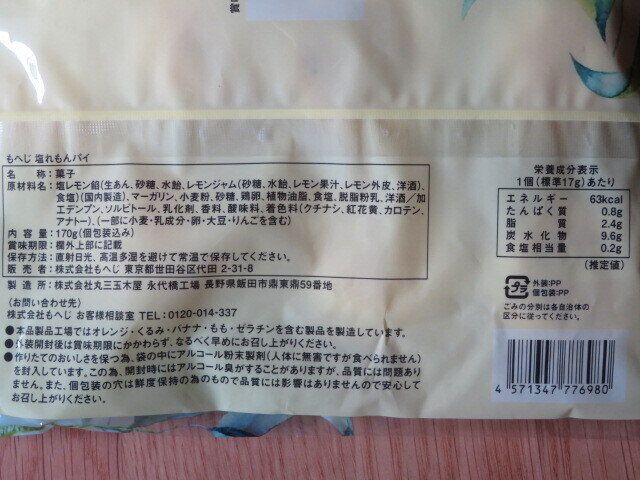 賞
もへじ 塩れもんパイ
名 称:菓子
原材料名:塩レモン餡(生あん、砂糖、水飴、レモンジャム(砂糖、水飴、レモン果汁、レモン外皮、洋酒)、
食塩)(国内製造)、マーガリン、小麦粉、砂糖、鶏卵、植物油脂、食塩、脱脂粉乳、洋酒/加
工デンプン、ソルビトール、乳化剤、香料、酸味料、着色料(クチナシ、紅花黄、カロテン、
アナトー)、(一部に小麦・乳成分・卵・大豆・りんごを含む)
内 容 量:170g(個包装込み)
賞味期限:欄外上部に記載
保存方法:直射日光、高温多湿を避けて常温で保存してください。
販 売 者:株式会社もへじ 東京都世田谷区代田 2-31-8
製造所:株式会社丸三玉木屋 永代橋工場 長野県飯田市鼎東鼎59番地
(お問い合わせ先)
株式会社もへじ お客様相談室 TEL:0120-014-337
●本品製品工場ではオレンジ・くるみ・バナナ・もも・ゼラチンを含む製品を製造しています。
●外装開封後は賞味期限にかかわらず、なるべく早めにお召し上がりください。
●作りたてのおいしさを保つ為、袋の中にアルコール粉末製剤(人体に無害ですが食べられません)
を封入しています。この為、開封時にはアルコール臭がすることがありますが、品質には問題あり
ません。また、個包装の穴は鮮度保持の為のもので品質には影響はありませんので安心して
お召し上がりください。
栄養成分表示
1個(標準17g)あたり
エネルギー 63kcal
たんぱく質 0.8g
脂質 2.4g
炭水化物 9.6g
食塩相当量 0.2g
(推定値)
プラ
外装:PP
個包装:PP
ごみの分別は各自治体の
区分に従ってください。
4 571347 776980